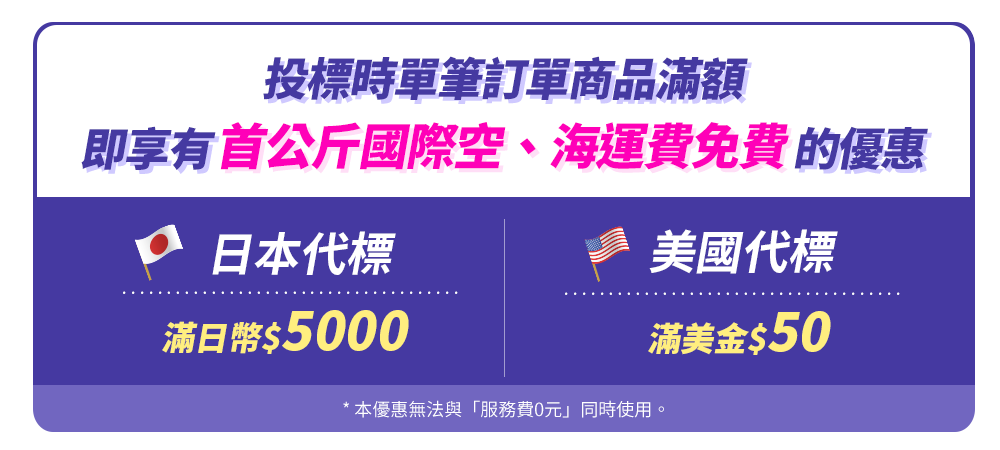 投標時單筆訂單商品滿額
即享有首公斤國際空、海運費免費的優惠
日本代標
滿日幣$5000
美國代標
滿美金$50
* 本優惠無法與「服務費0元」同時使用。